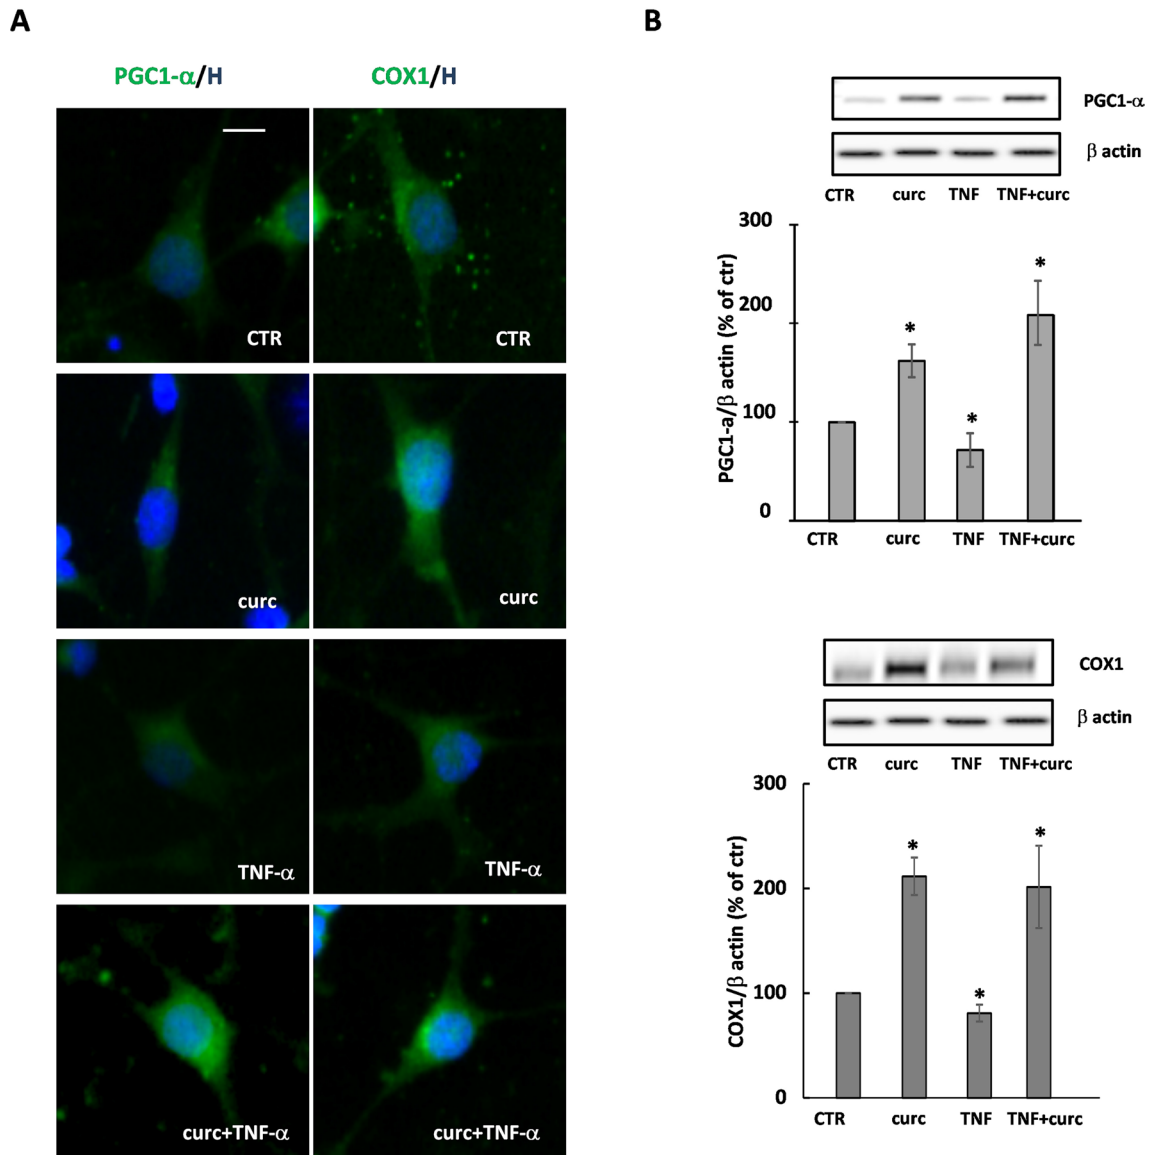 A
PGC1-α/H
COX1/H
CTR
CTR
curc
curc
TNF-α
TNF-α
curc+TNF-α
curc+TNF-α
B
PGC1-α
β actin
CTR curc TNF TNF+curc
PGC1-a/β actin (% of ctr)
300
200
100
0
*
*
*
*
CTR curc TNF TNF+curc
COX1
β actin
CTR curc TNF TNF+curc
COX1/β actin (% of ctr)
300
200
100
0
*
*
*
*
CTR curc TNF TNF+curc